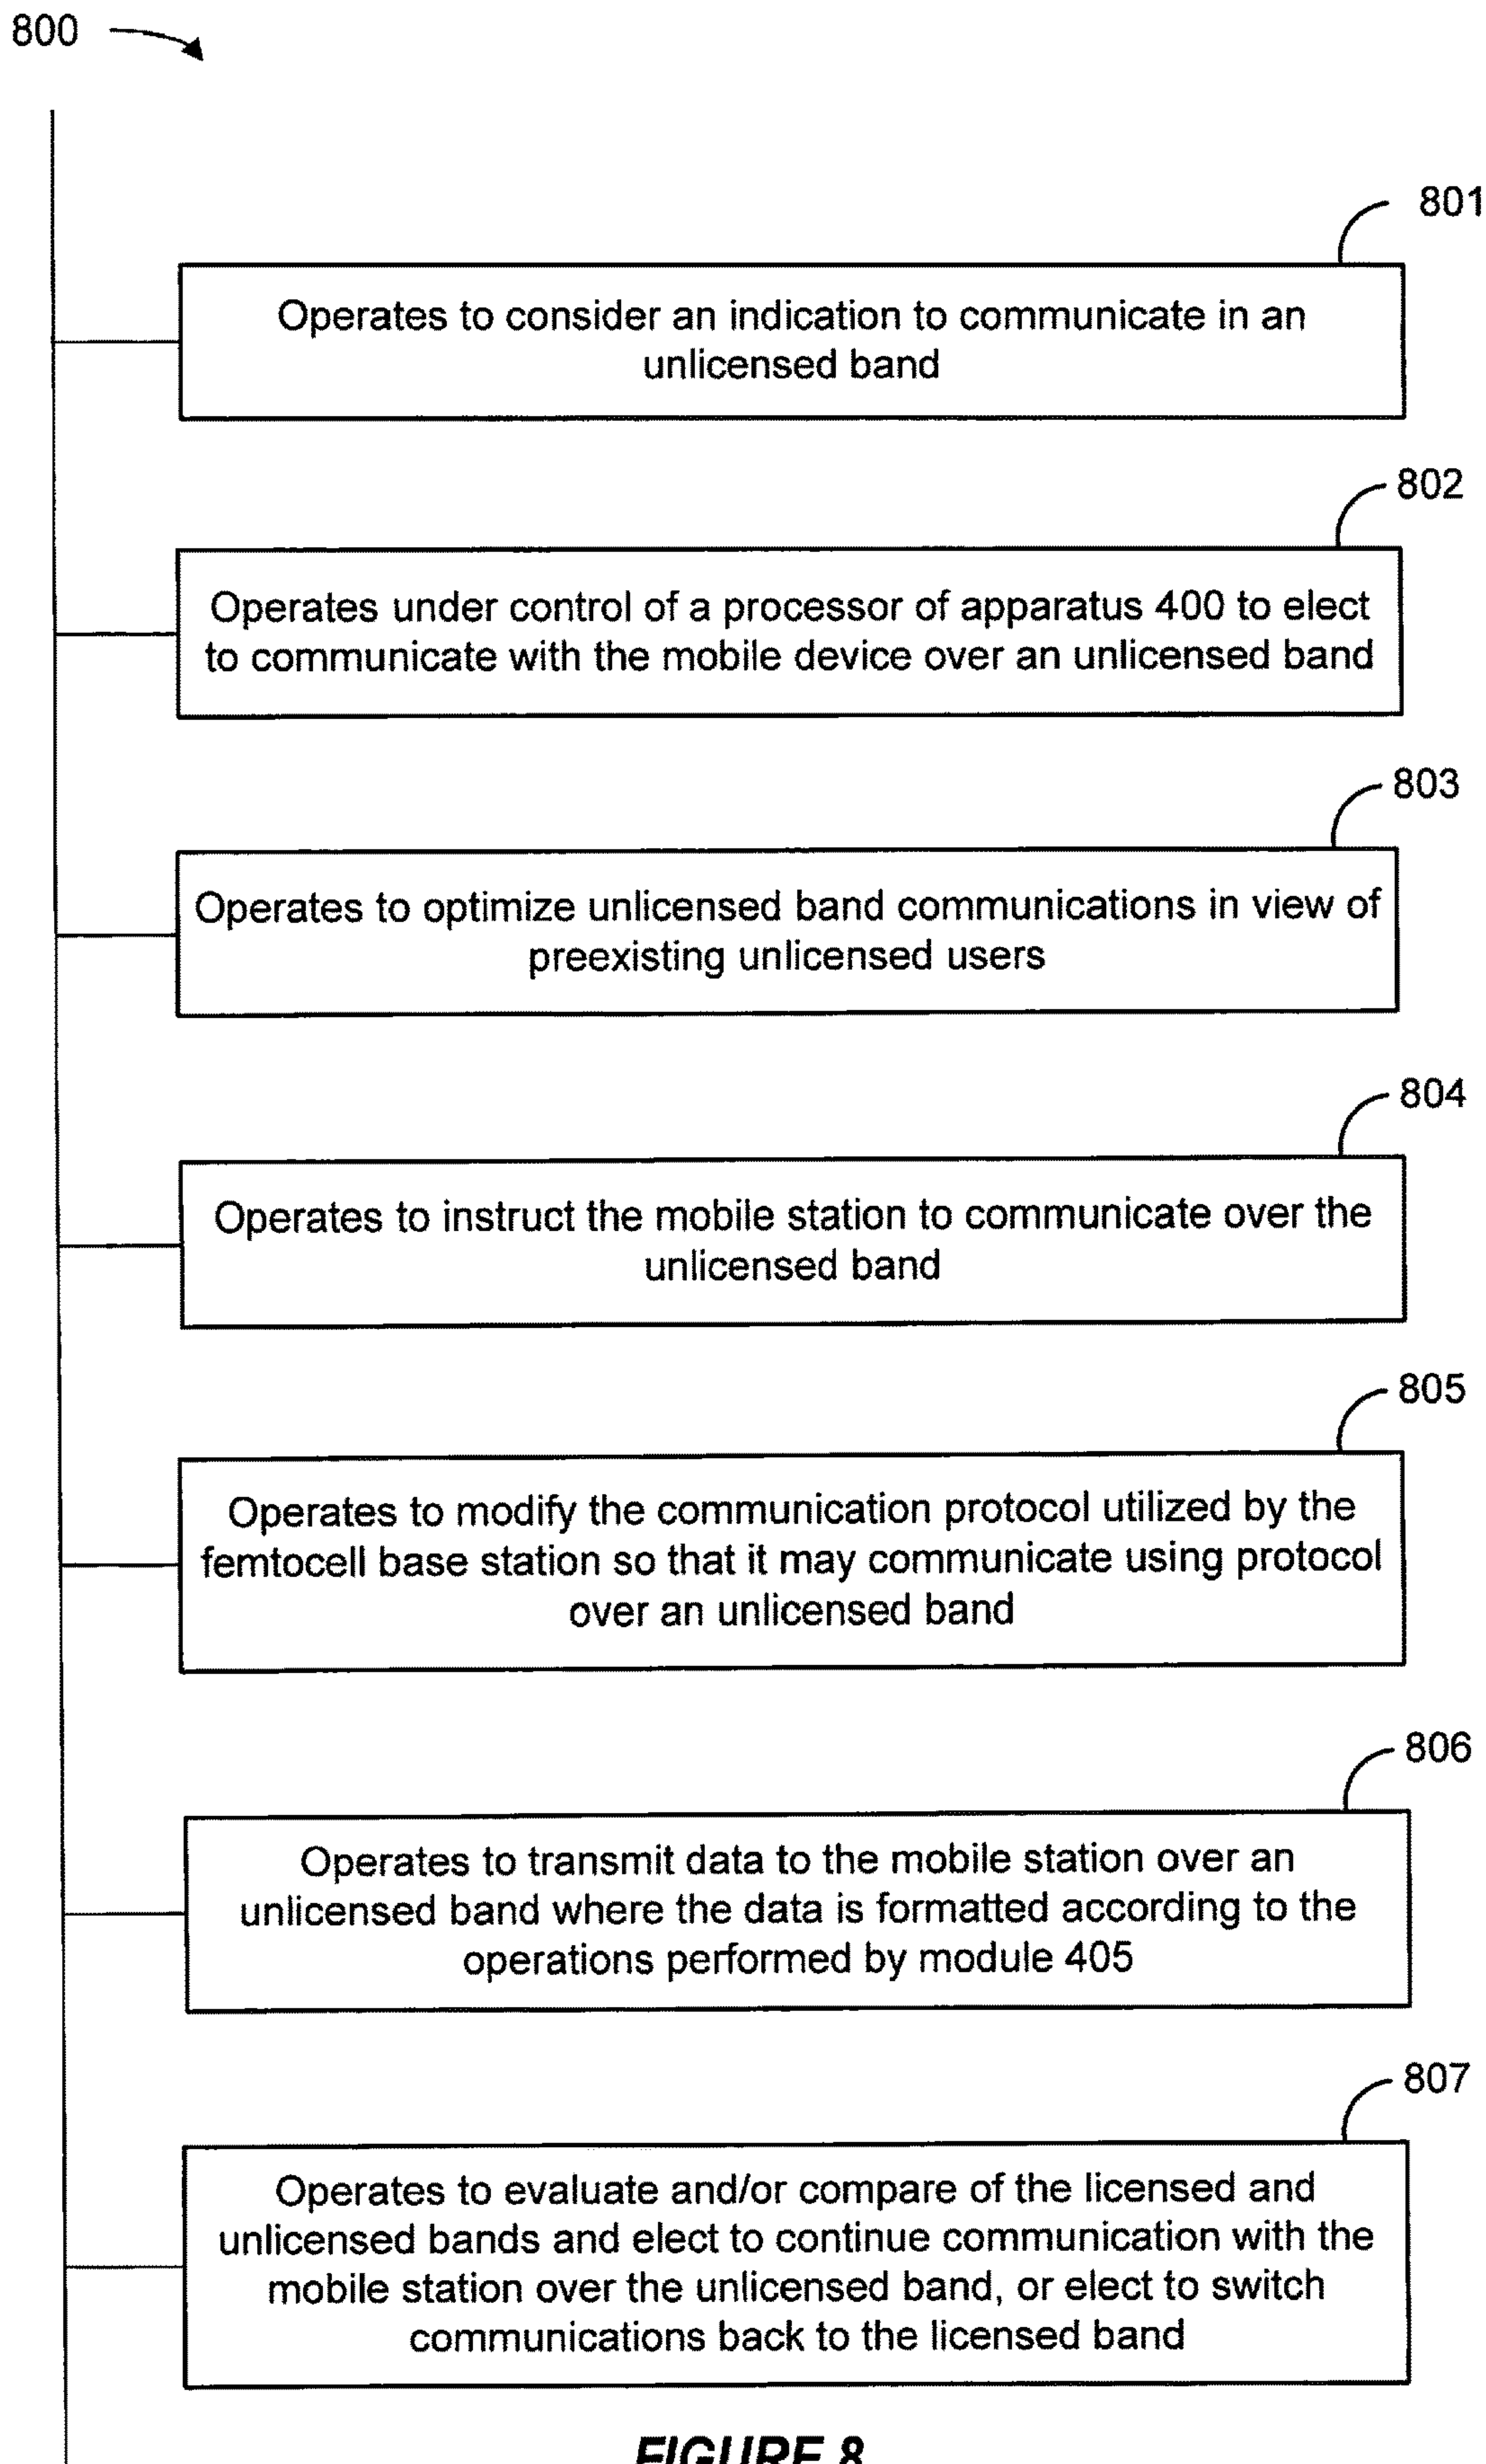 800
801
Operates to consider an indication to communicate in an
unlicensed band
802
Operates under control of a processor of apparatus 400 to elect
to communicate with the mobile device over an unlicensed band
803
Operates to optimize unlicensed band communications in view of
preexisting unlicensed users
804
Operates to instruct the mobile station to communicate over the
unlicensed band
805
Operates to modify the communication protocol utilized by the
femtocell base station so that it may communicate using protocol
over an unlicensed band
806
Operates to transmit data to the mobile station over an
unlicensed band where the data is formatted according to the
operations performed by module 405
807
Operates to evaluate and/or compare of the licensed and
unlicensed bands and elect to continue communication with the
mobile station over the unlicensed band, or elect to switch
communications back to the licensed band
FIGURE 8